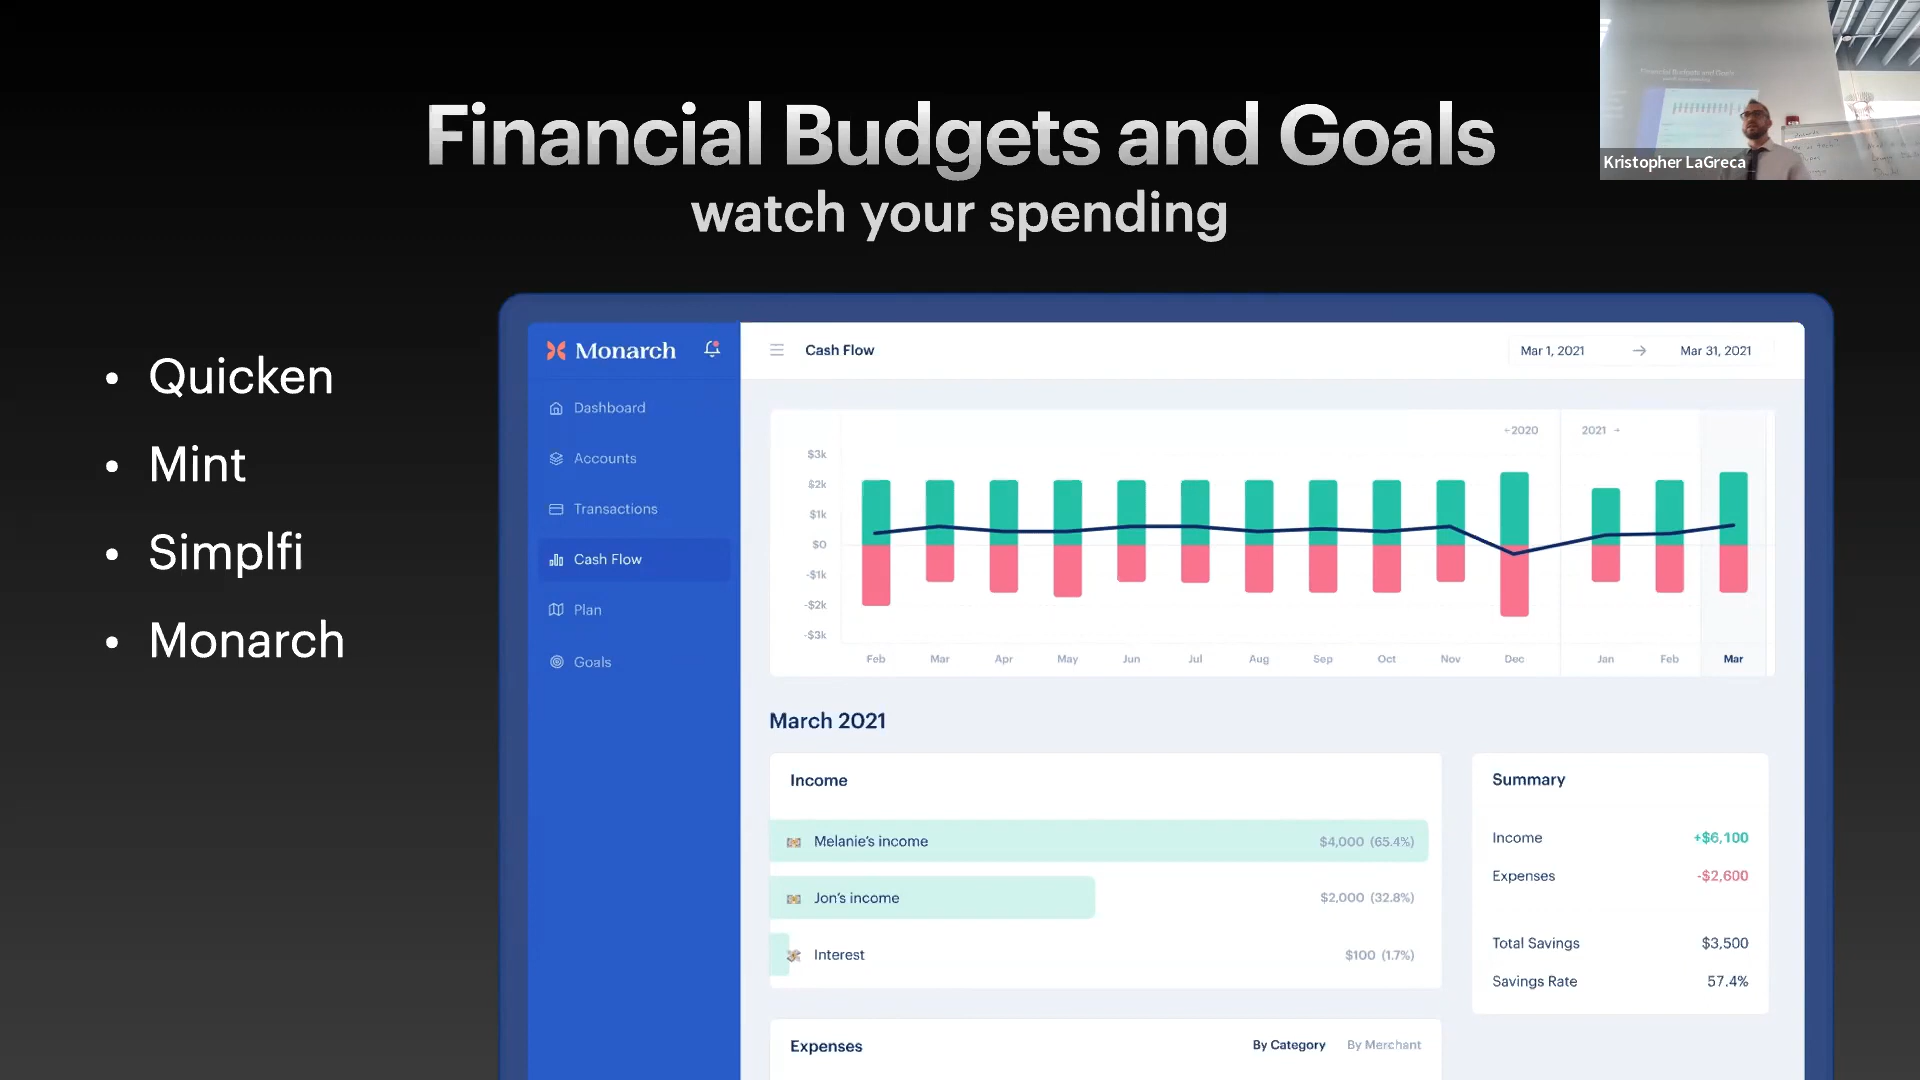 Financial Budgets and Goals
watch your spending
Kristopher LaGreca
Financial Budgets and Goals
• Quicken
• Mint
• Simplfi
• Monarch
Monarch
Dashboard
Accounts
Transactions
Cash Flow
Plan
Goals
Cash Flow
Mar 1, 2021 → Mar 31, 2021
←2020 2021 →
$3k
$2k
$1k
$0
-$1k
-$2k
-$3k
Feb Mar Apr May Jun Jul Aug Sep Oct Nov Dec Jan Feb Mar
March 2021
Income
Melanie's income $4,000 (65.4%)
Jon's income $2,000 (32.8%)
Interest $100 (1.7%)
Summary
Income +$6,100
Expenses -$2,600
Total Savings $3,500
Savings Rate 57.4%
Expenses By Category By Merchant